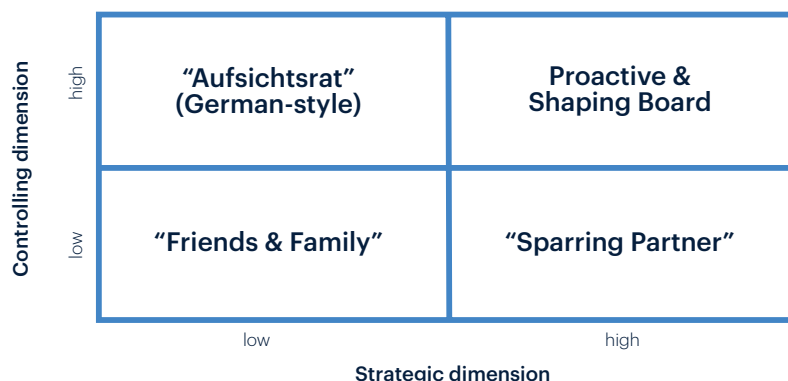 Controlling dimension
high
low
“Aufsichtsrat”
(German-style)
Proactive &
Shaping Board
“Friends & Family”
“Sparring Partner”
low
high
Strategic dimension